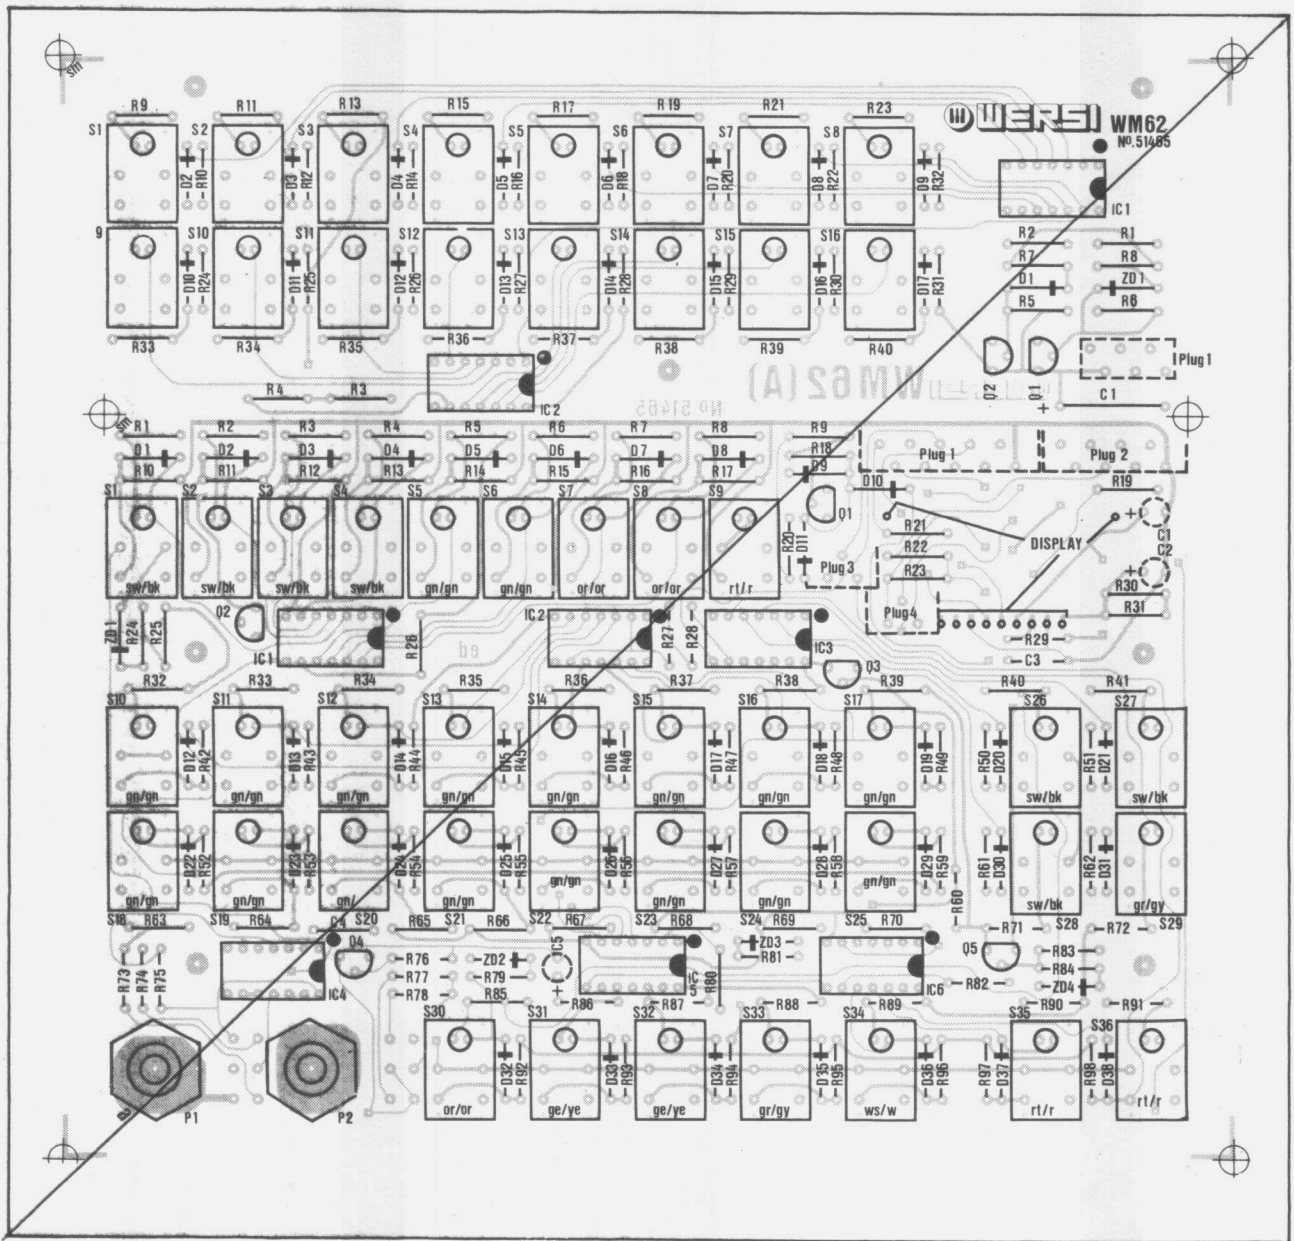 sm
R9 R11 R13 R15 R17 R19 R21 R23
WERSI WM62
No. 51465
S1 S2 S3 S4 S5 S6 S7 S8
D2 R10 D3 R12 D4 R14 D5 R16 D6 R18 D7 R20 D8 R22 D9 R32
IC1
9 S10 S11 S12 S13 S14 S15 S16
R2 R1
R7 R8
D1 ZD1
R5 R6
D10 R24 D11 R25 D12 R26 D13 R27 D14 R28 D15 R29 D16 R30 D17 R31
R33 R34 R35 R36 R37 R38 R39 R40
Q2 Q1 Plug1
IC2
WM62 (A)
No 51465
R4 R3
+ C1
sm
R1 R2 R3 R4 R5 R6 R7 R8 R9
D1 D2 D3 D4 D5 D6 D7 D8 R18
R10 R11 R12 R13 R14 R15 R16 R17 D9
Plug 1 Plug 2
S1 S2 S3 S4 S5 S6 S7 S8 S9
D10 R19
Q1
R20 D11
R21
R22
R23
DISPLAY
+ C1
C2
+
Plug 3
sw/bk sw/bk sw/bk sw/bk gn/gn gn/gn or/or or/or rt/r
R30
R31
Plug4
ZD1 R24 R25 Q2 IC1 R26 IC2 R27 R28 IC3
ed
R29
C3
Q3
R32 R33 R34 R35 R36 R37 R38 R39 R40 R41
S10 S11 S12 S13 S14 S15 S16 S17 S26 S27
D12 R42 D13 R43 D14 R44 D15 R45 D16 R46 D17 R47 D18 R48 D19 R49 R50 D20 R51 D21
gn/gn gn/gn gn/gn gn/gn gn/gn gn/gn gn/gn gn/gn sw/bk sw/bk
D22 R52 D23 R53 D24 R54 D25 R55 D26 R56 D27 R57 D28 R58 D29 R59 R61 D30 R62 D31
gn/gn gn/gn gn/ gn/gn gn/gn gn/gn gn/gn gn/gn sw/bk gr/gy
R60
S18 R63 S19 R64 C4 S20 R65 S21 R66 S22 R67 S23 R68 S24 R69 S25 R70 R71 S28 R72 S29
R73 R74 R75 IC4 Q4
R76 ZD2 IC5 ZD3 Q5 R83
R77 R79 R81 R84
R78 + IC5 R80 IC6 R82 ZD4
R85 R86 R87 R88 R89 R90 R91
S30 S31 S32 S33 S34 S35 S36
D32 R92 D33 R93 D34 R94 D35 R95 D36 R96 R97 D37 R98 D38
or/or ge/ye ge/ye gr/gy ws/w rt/r rt/r
P1 P2